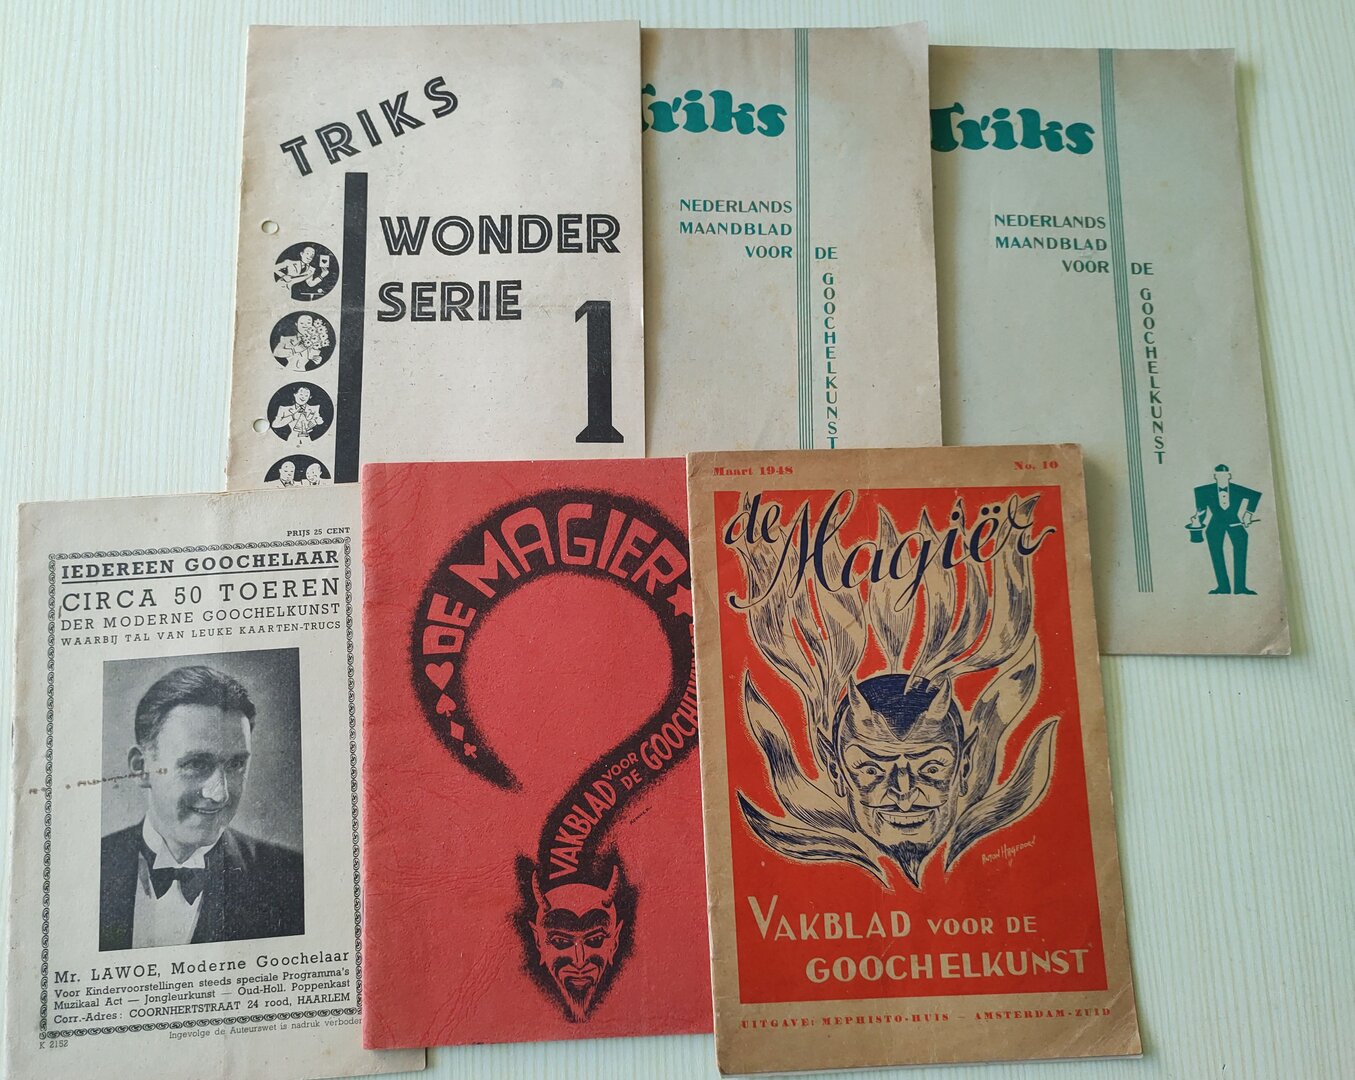 TRIKS
WONDER
SERIE
1
Triks
NEDERLANDS
MAANDBLAD
VOOR DE
GOOCHELKUNST
Triks
NEDERLANDS
MAANDBLAD
VOOR DE
GOOCHELKUNST
PRIJS 25 CENT
IEDEREEN GOOCHELAAR
CIRCA 50 TOEREN
DER MODERNE GOOCHELKUNST
WAARBIJ TAL VAN LEUKE KAARTEN-TRUCS
Mr. LAWOE, Moderne Goochelaar
Voor Kindervoorstellingen steeds speciale Programma's
Muzikaal Act — Jongleurkunst — Oud-Holl. Poppenkast
Corr.-Adres: COORNHERTSTRAAT 24 rood, HAARLEM
Ingevolge de Auteurswet is nadruk verboden
K 2152
DE MAGIER
VAKBLAD VOOR
DE
Maart 1948 No. 10
de Magiër
ANTON HAGEDOORN
VAKBLAD VOOR DE
GOOCHELKUNST
UITGAVE: MEPHISTO-HUIS — AMSTERDAM-ZUID